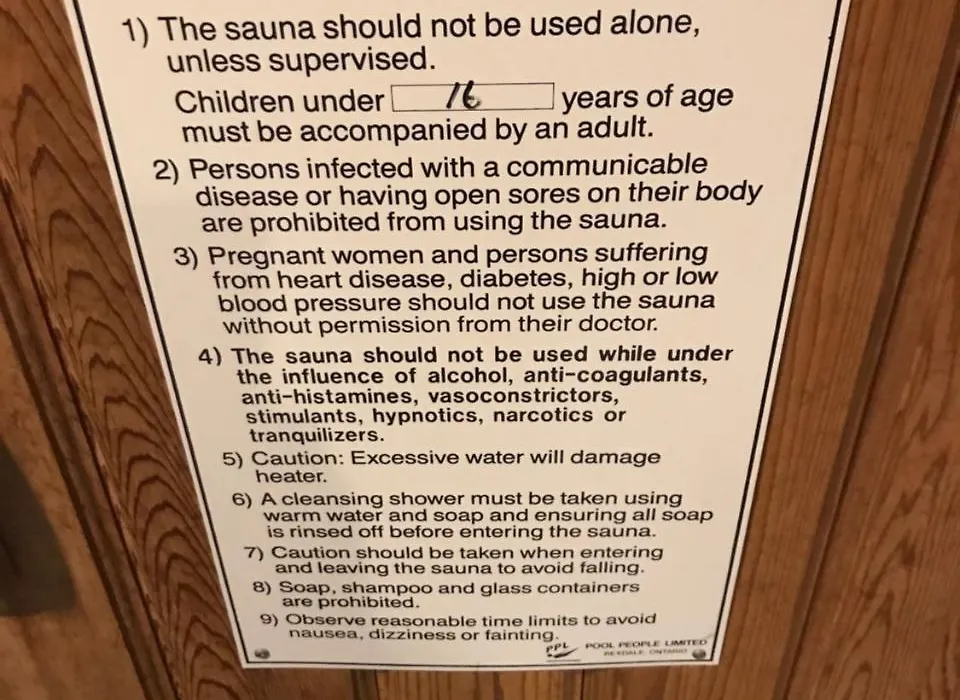 1) The sauna should not be used alone,
unless supervised.
Children under 16 years of age
must be accompanied by an adult.
2) Persons infected with a communicable
disease or having open sores on their body
are prohibited from using the sauna.
3) Pregnant women and persons suffering
from heart disease, diabetes, high or low
blood pressure should not use the sauna
without permission from their doctor.
4) The sauna should not be used while under
the influence of alcohol, anti-coagulants,
anti-histamines, vasoconstrictors,
stimulants, hypnotics, narcotics or
tranquilizers.
5) Caution: Excessive water will damage
heater.
6) A cleansing shower must be taken using
warm water and soap and ensuring all soap
is rinsed off before entering the sauna.
7) Caution should be taken when entering
and leaving the sauna to avoid falling.
8) Soap, shampoo and glass containers
are prohibited.
9) Observe reasonable time limits to avoid
nausea, dizziness or fainting.
PPL POOL PEOPLE LIMITED
REXDALE, ONTARIO